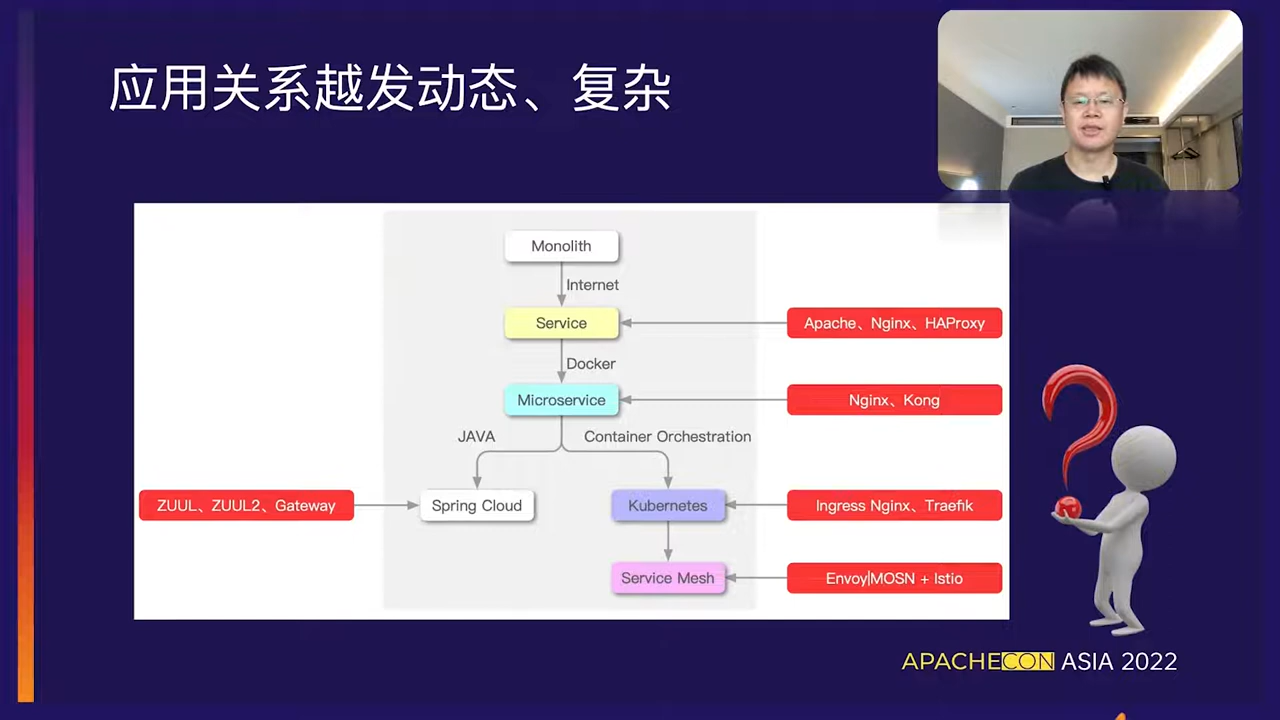 应用关系越发动态、复杂
Monolith
Internet
Service
Apache、Nginx、HAProxy
Docker
Microservice
Nginx、Kong
JAVA
Container Orchestration
ZUUL、ZUUL2、Gateway
Spring Cloud
Kubernetes
Ingress Nginx、Traefik
Service Mesh
Envoy|MOSN + Istio
APACHECON ASIA 2022